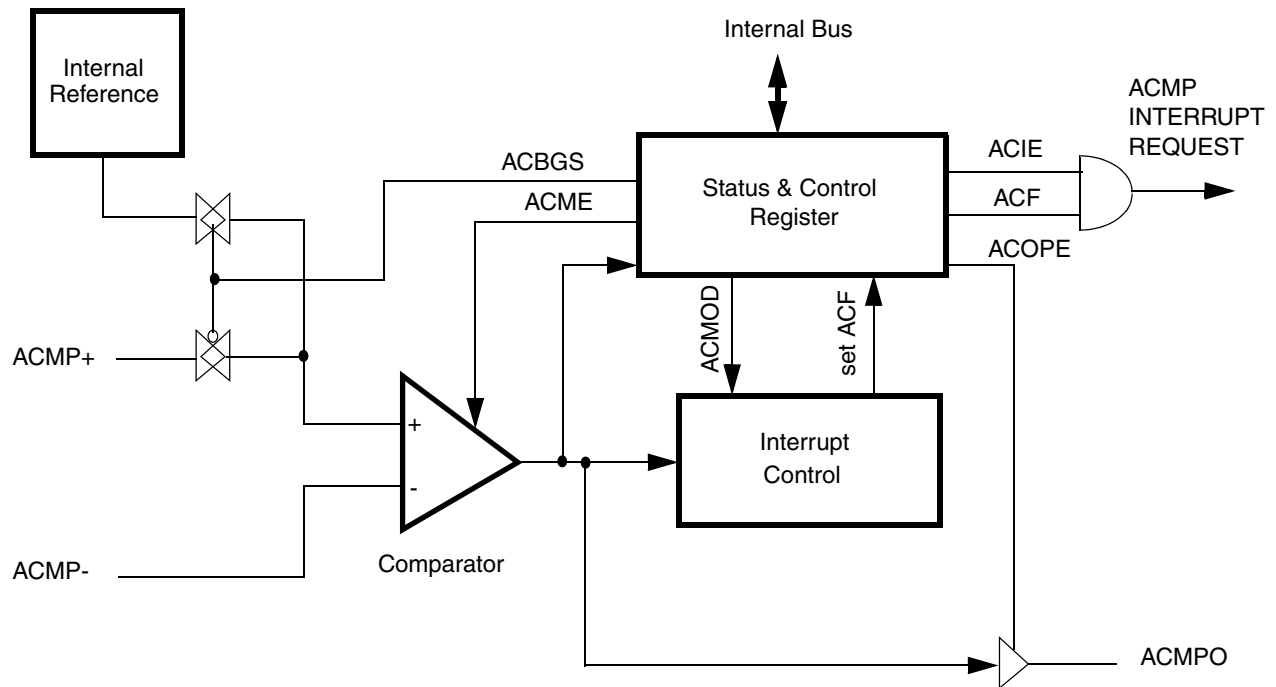 Internal Bus
Internal
Reference
ACMP
INTERRUPT
REQUEST
ACBGS
ACME
Status & Control
Register
ACIE
ACF
ACOPE
ACMOD
set ACF
ACMP+
+
-
Interrupt
Control
Comparator
ACMP-
ACMPO